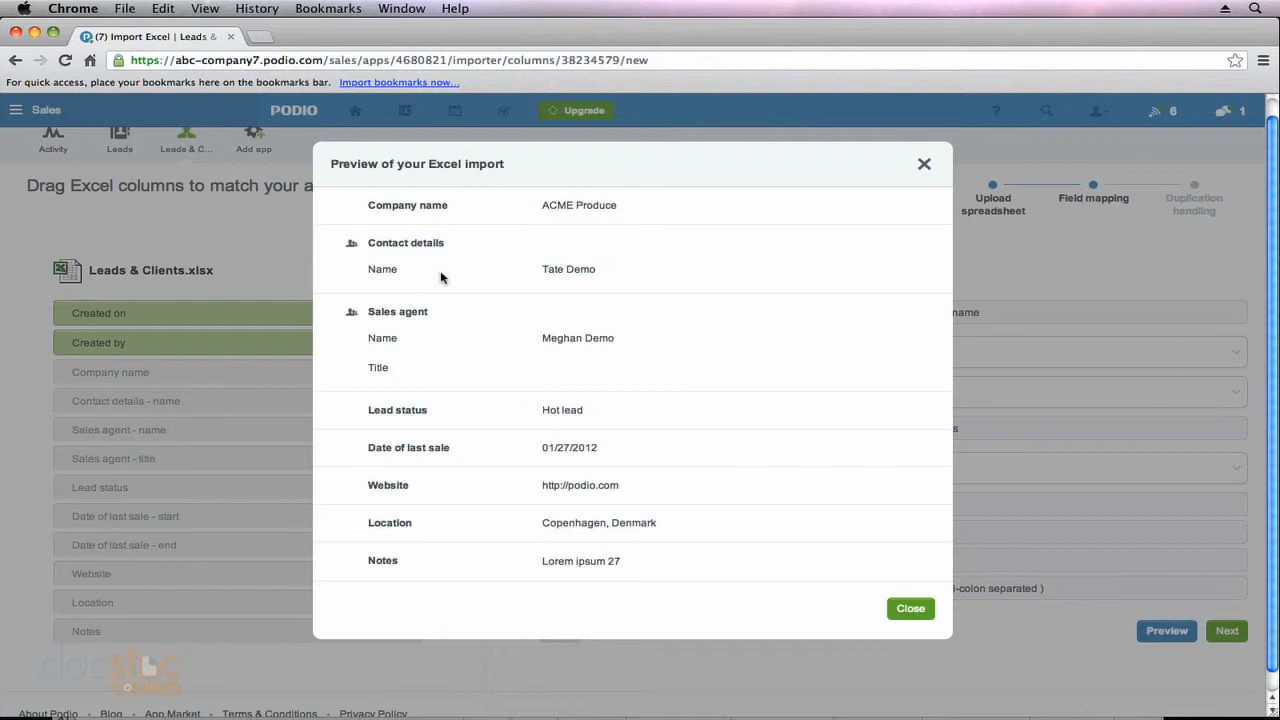 Chrome File Edit View History Bookmarks Window Help
(7) Import Excel | Leads &
https://abc-company7.podio.com/sales/apps/4680821/importer/columns/38234579/new
For quick access, place your bookmarks here on the bookmarks bar. Import bookmarks now...
Sales PODIO Upgrade ? 6 1
Activity Leads Leads & C... Add app
Drag Excel columns to match your a
Upload spreadsheet
Field mapping
Duplication handling
Leads & Clients.xlsx
Created on
Created by
Company name
Contact details - name
Sales agent - name
Sales agent - title
Lead status
Date of last sale - start
Date of last sale - end
Website
Location
Notes
Preview of your Excel import
Company name ACME Produce
Contact details
Name Tate Demo
Sales agent
Name Meghan Demo
Title
Lead status Hot lead
Date of last sale 01/27/2012
Website http://podio.com
Location Copenhagen, Denmark
Notes Lorem ipsum 27
Close
name
s
i-colon separated )
Preview Next
docstoc
About Podio Blog App Market Terms & Conditions Privacy Policy